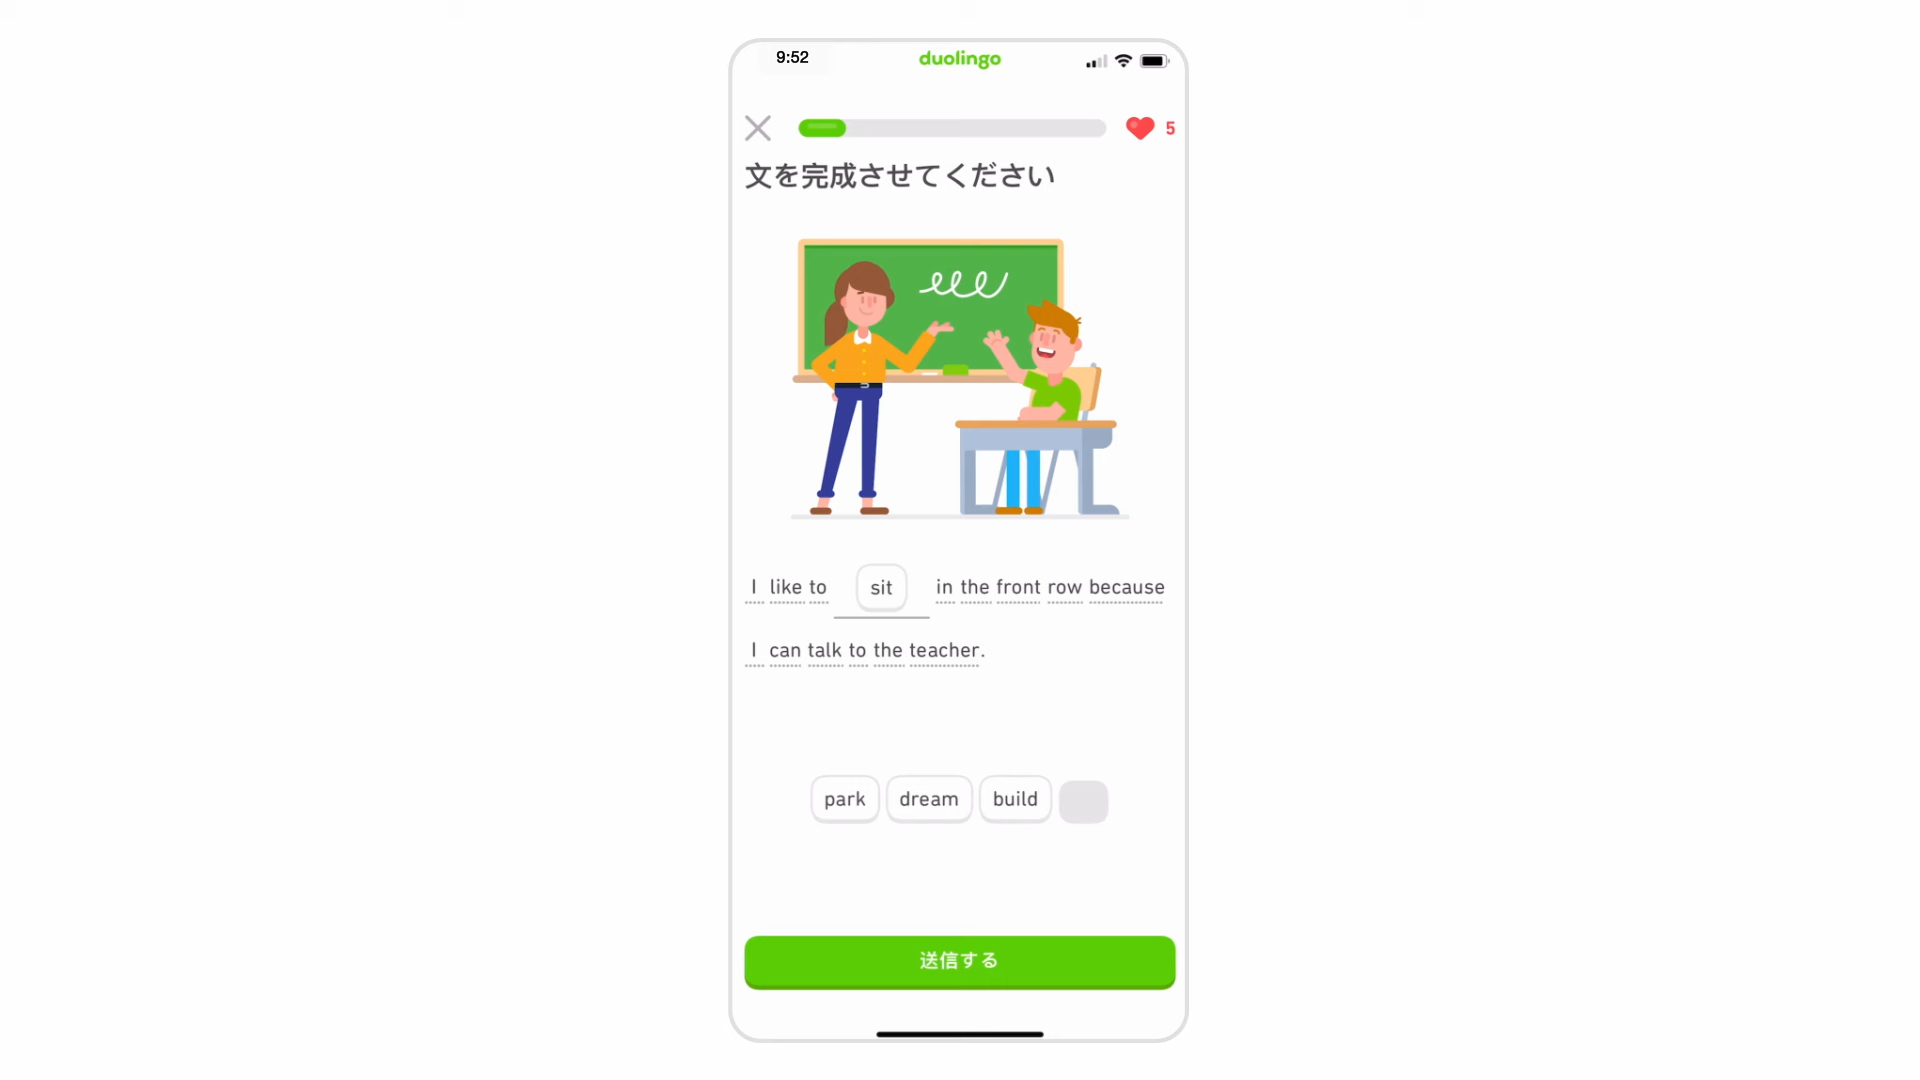 9:52
duolingo
5
文を完成させてください
I like to sit in the front row because
I can talk to the teacher.
park dream build
送信する